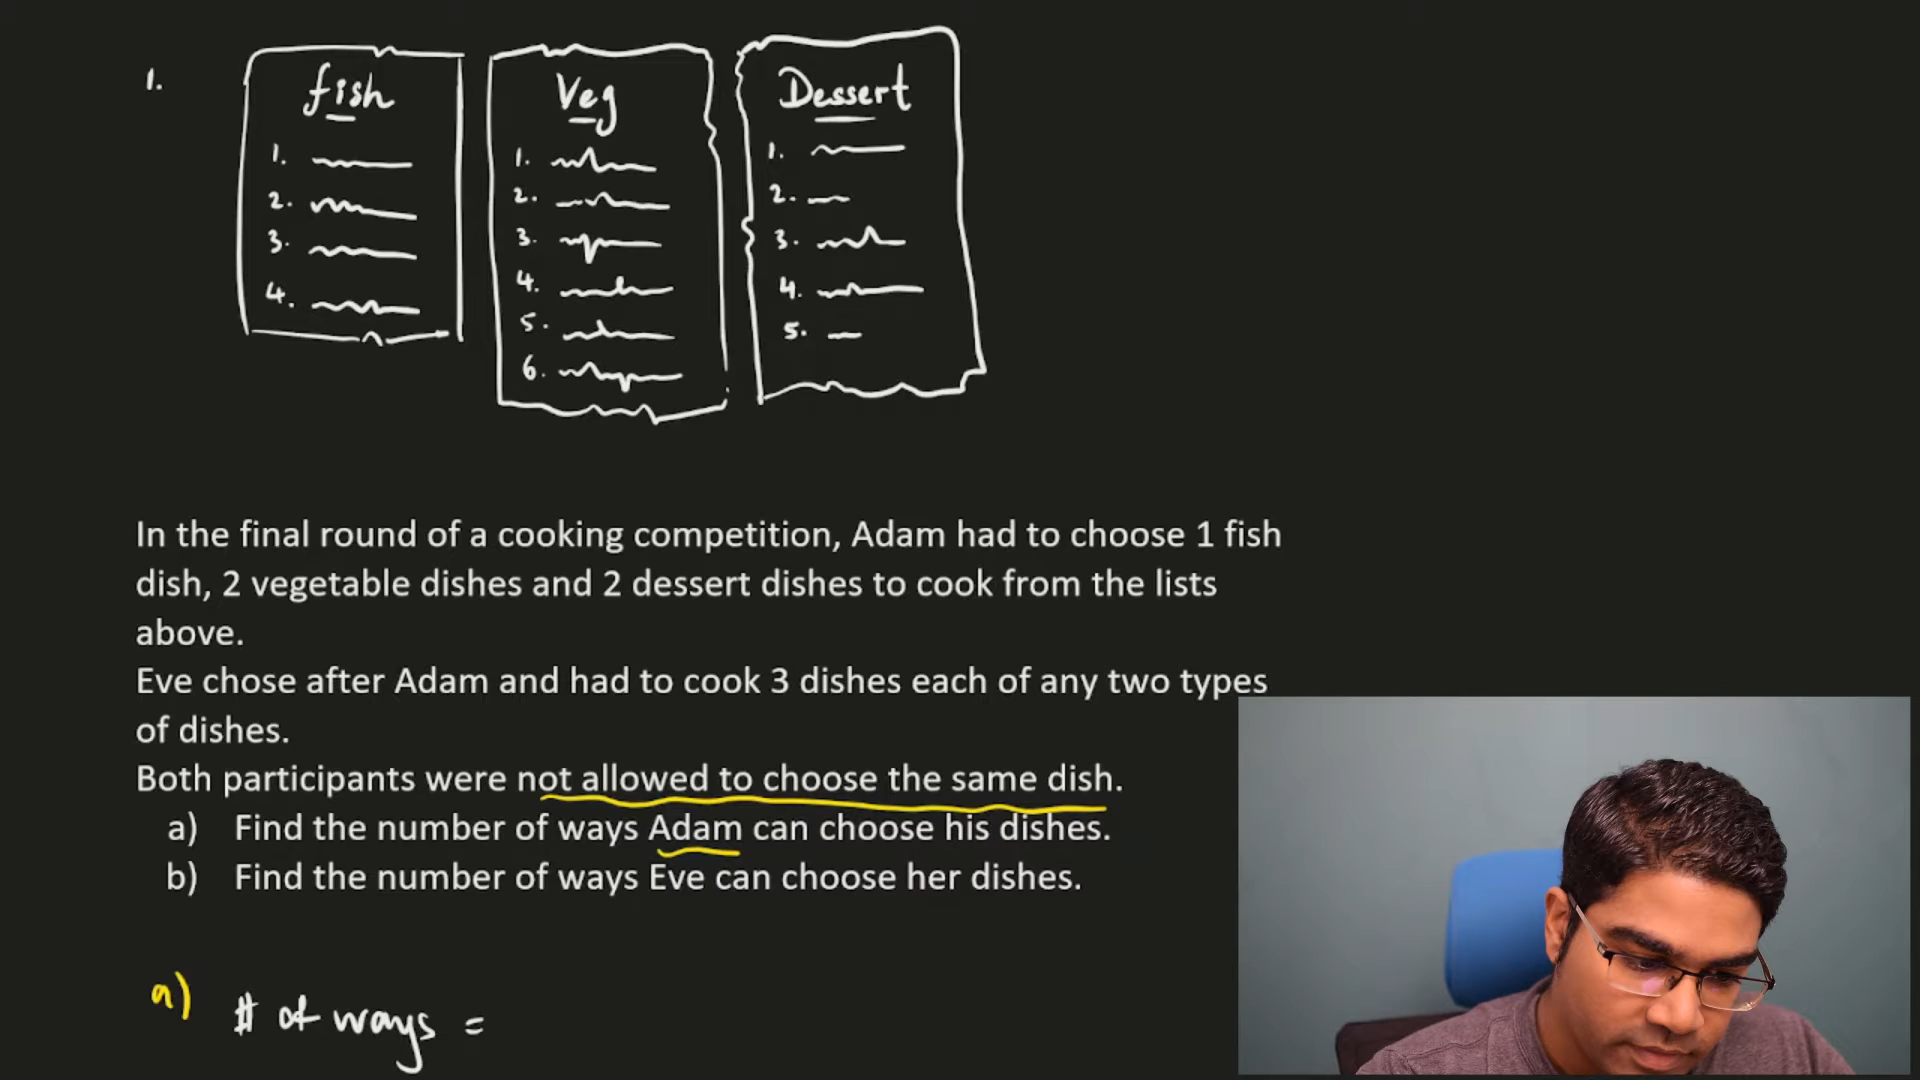 1.
fish
1.
2.
3.
4.
Veg
1.
2.
3.
4.
5.
6.
Dessert
1.
2.
3.
4.
5.
In the final round of a cooking competition, Adam had to choose 1 fish
dish, 2 vegetable dishes and 2 dessert dishes to cook from the lists
above.
Eve chose after Adam and had to cook 3 dishes each of any two types
of dishes.
Both participants were not allowed to choose the same dish.
a) Find the number of ways Adam can choose his dishes.
b) Find the number of ways Eve can choose her dishes.
a) # of ways =